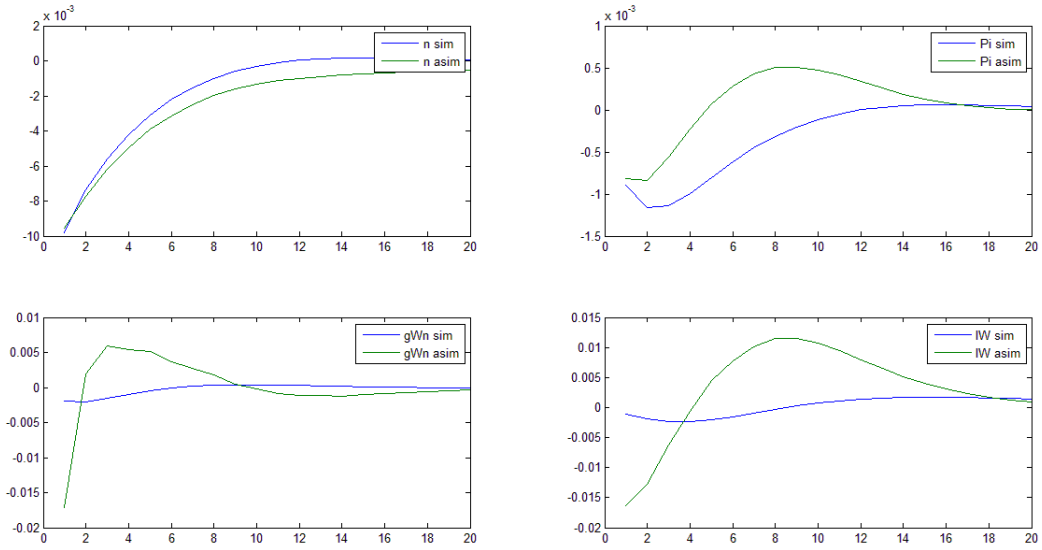 x 10⁻³
2
0
-2
-4
-6
-8
-10
0 2 4 6 8 10 12 14 16 18 20
n sim
n asim
x 10⁻³
1
0.5
0
-0.5
-1
-1.5
0 2 4 6 8 10 12 14 16 18 20
Pi sim
Pi asim
0.01
0.005
0
-0.005
-0.01
-0.015
-0.02
0 2 4 6 8 10 12 14 16 18 20
gWn sim
gWn asim
0.015
0.01
0.005
0
-0.005
-0.01
-0.015
-0.02
0 2 4 6 8 10 12 14 16 18 20
IW sim
IW asim